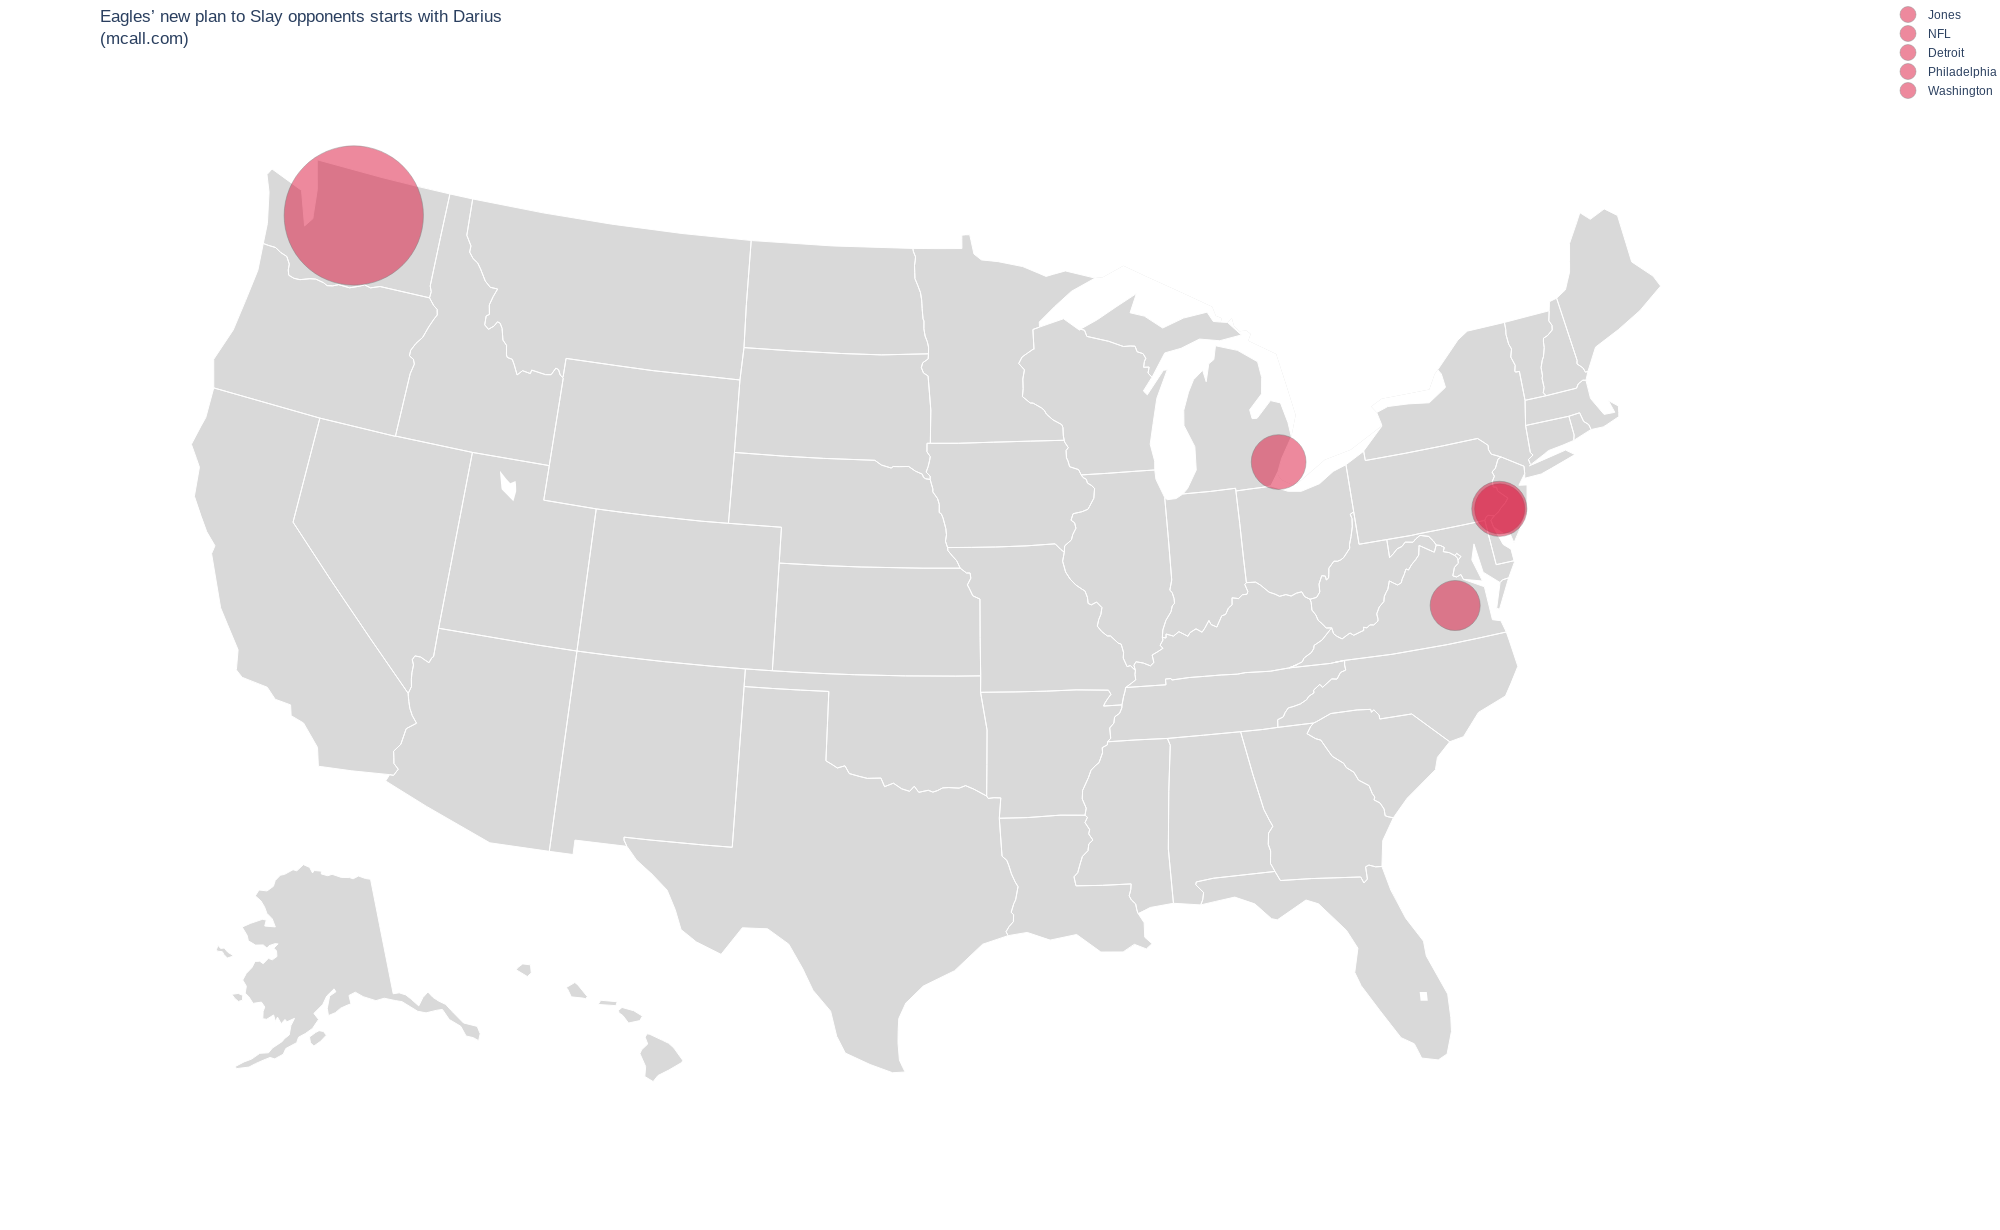 Eagles’ new plan to Slay opponents starts with Darius
(mcall.com)
Jones
NFL
Detroit
Philadelphia
Washington